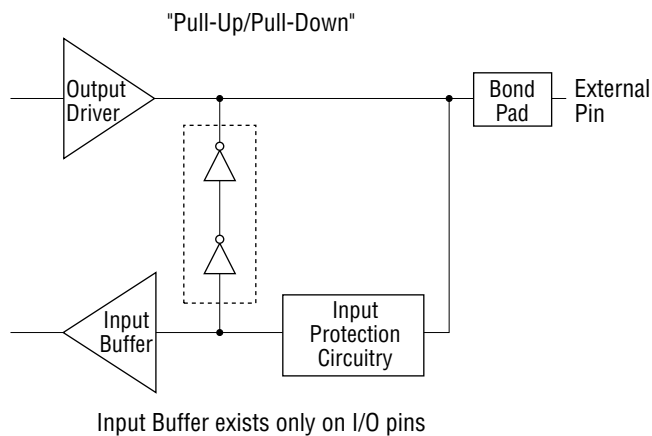 "Pull-Up/Pull-Down"
Output
Driver
Bond
Pad
External
Pin
Input
Buffer
Input
Protection
Circuitry
Input Buffer exists only on I/O pins